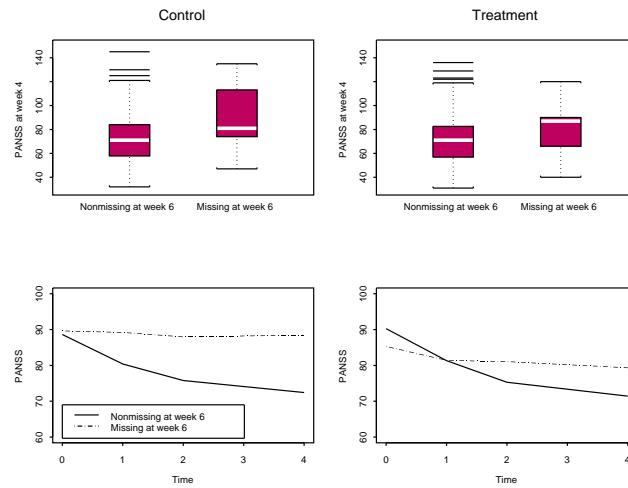 Control
Treatment
PANSS at week 4
40 60 80 100 140
Nonmissing at week 6 Missing at week 6
PANSS at week 4
40 60 80 100 140
Nonmissing at week 6 Missing at week 6
PANSS
60 70 80 90 100
Nonmissing at week 6
Missing at week 6
0 1 2 3 4
Time
PANSS
60 70 80 90 100
0 1 2 3 4
Time